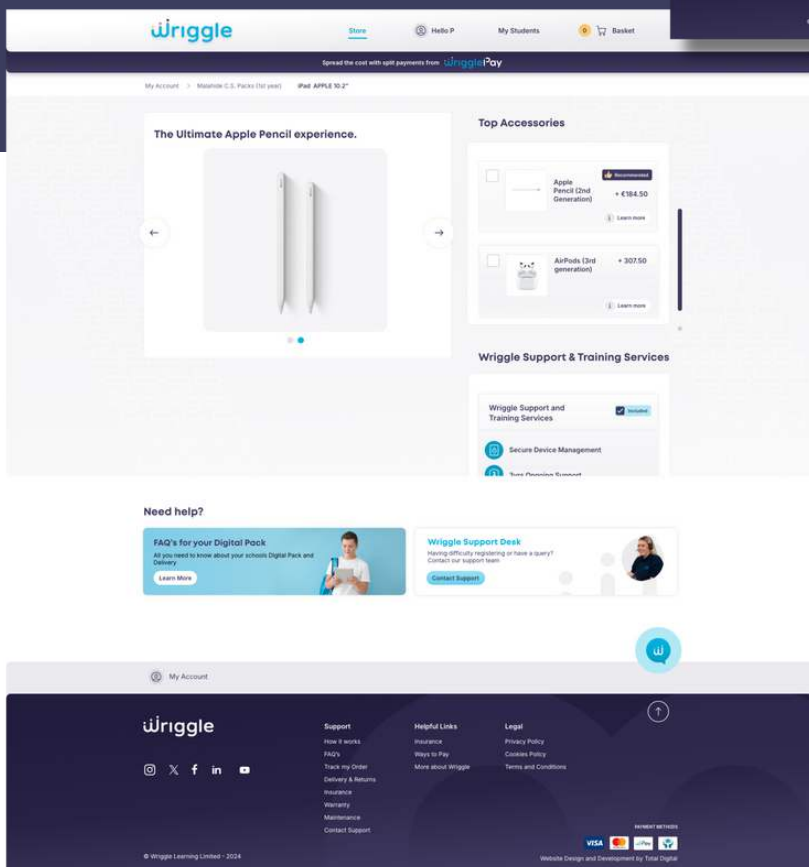 wriggle
Store
Hello P
My Students
0
Basket
Spread the cost with split payments from wriggle Pay
My Account > Malahide C.S. Packs (1st year) iPad APPLE 10.2"
The Ultimate Apple Pencil experience.
Top Accessories
Recommended
Apple
Pencil (2nd
Generation)
+ €184.50
Learn more
AirPods (3rd
generation)
+ 307.50
Learn more
Wriggle Support & Training Services
Wriggle Support and
Training Services
Included
Secure Device Management
3yrs Ongoing Support
Need help?
FAQ's for your Digital Pack
All you need to know about your schools Digital Pack and
Delivery
Learn More
Wriggle Support Desk
Having difficulty registering or have a query?
Contact our support team
Contact Support
My Account
wriggle
Support
How it works
FAQ's
Track my Order
Delivery & Returns
Insurance
Warranty
Maintenance
Contact Support
Helpful Links
Insurance
Ways to Pay
More about Wriggle
Legal
Privacy Policy
Cookies Policy
Terms and Conditions
PAYMENT METHODS
VISA
© Wriggle Learning Limited - 2024
Website Design and Development by Total Digital